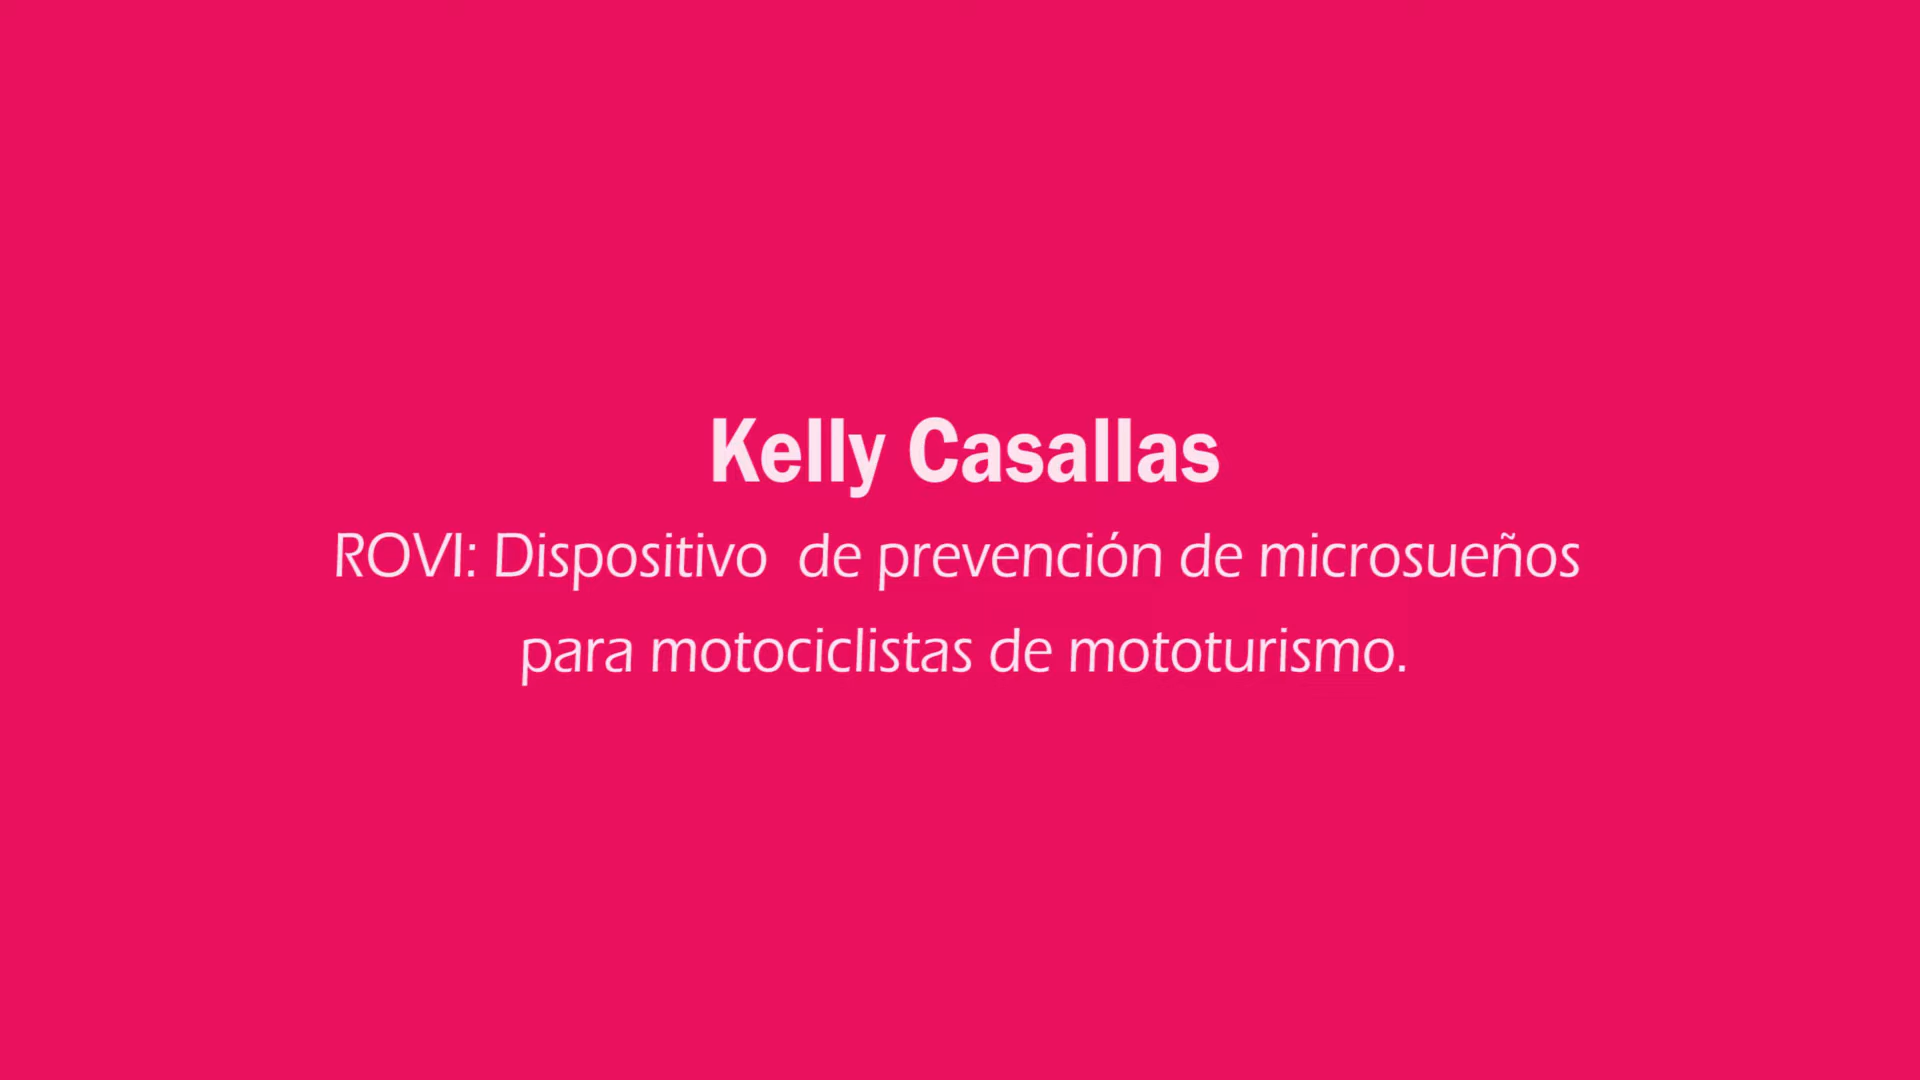 Kelly Casallas
ROVI: Dispositivo  de prevención de microsueños
para motociclistas de mototurismo.